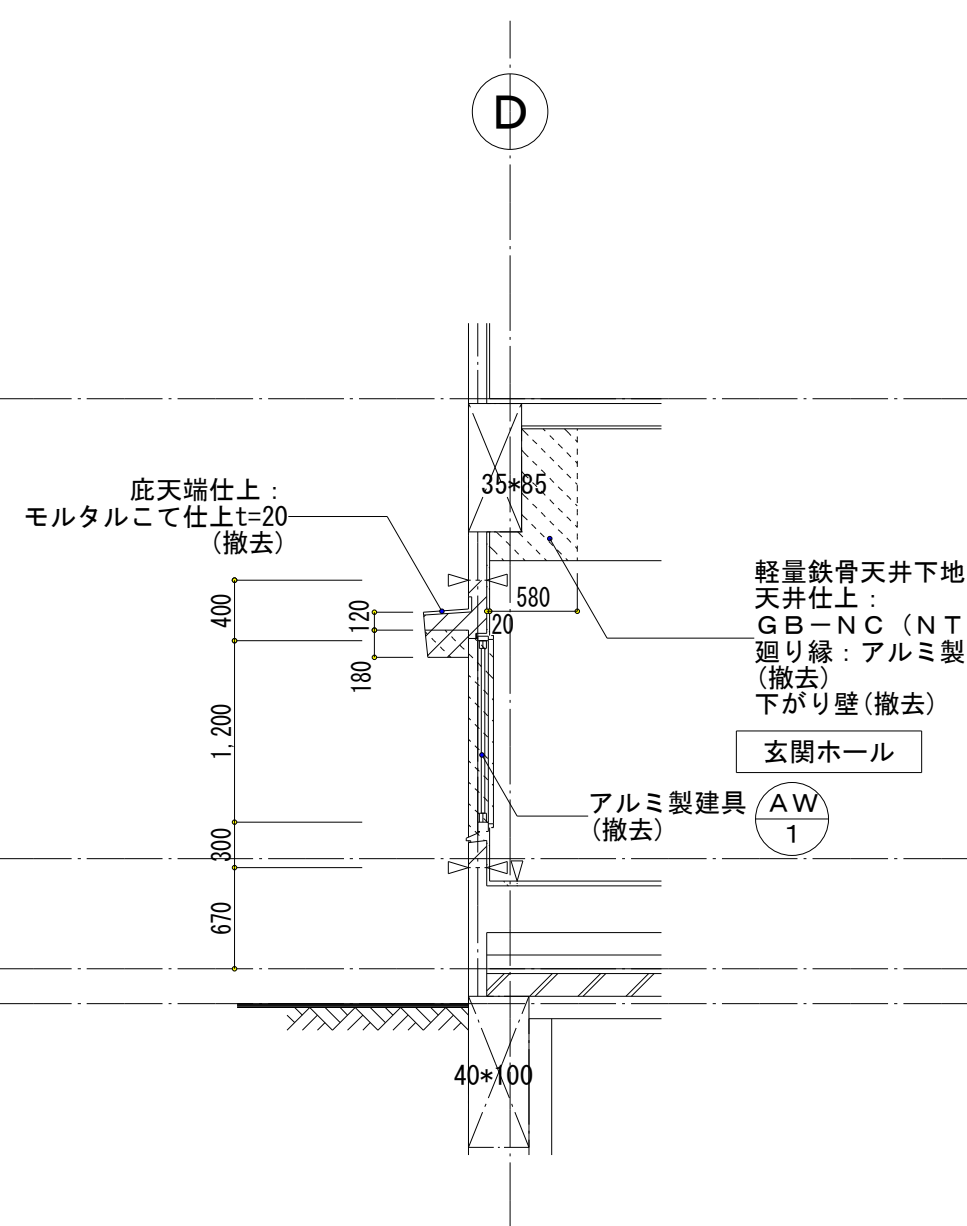 D
35*85
庇天端仕上：
モルタルこて仕上t=20
(撤去)
400
120
580
20
180
軽量鉄骨天井下地
天井仕上：
ＧＢ－ＮＣ（ＮＴ
廻り縁：アルミ製
(撤去)
下がり壁(撤去)
玄関ホール
1,200
アルミ製建具
(撤去)
AW
1
300
670
40*100